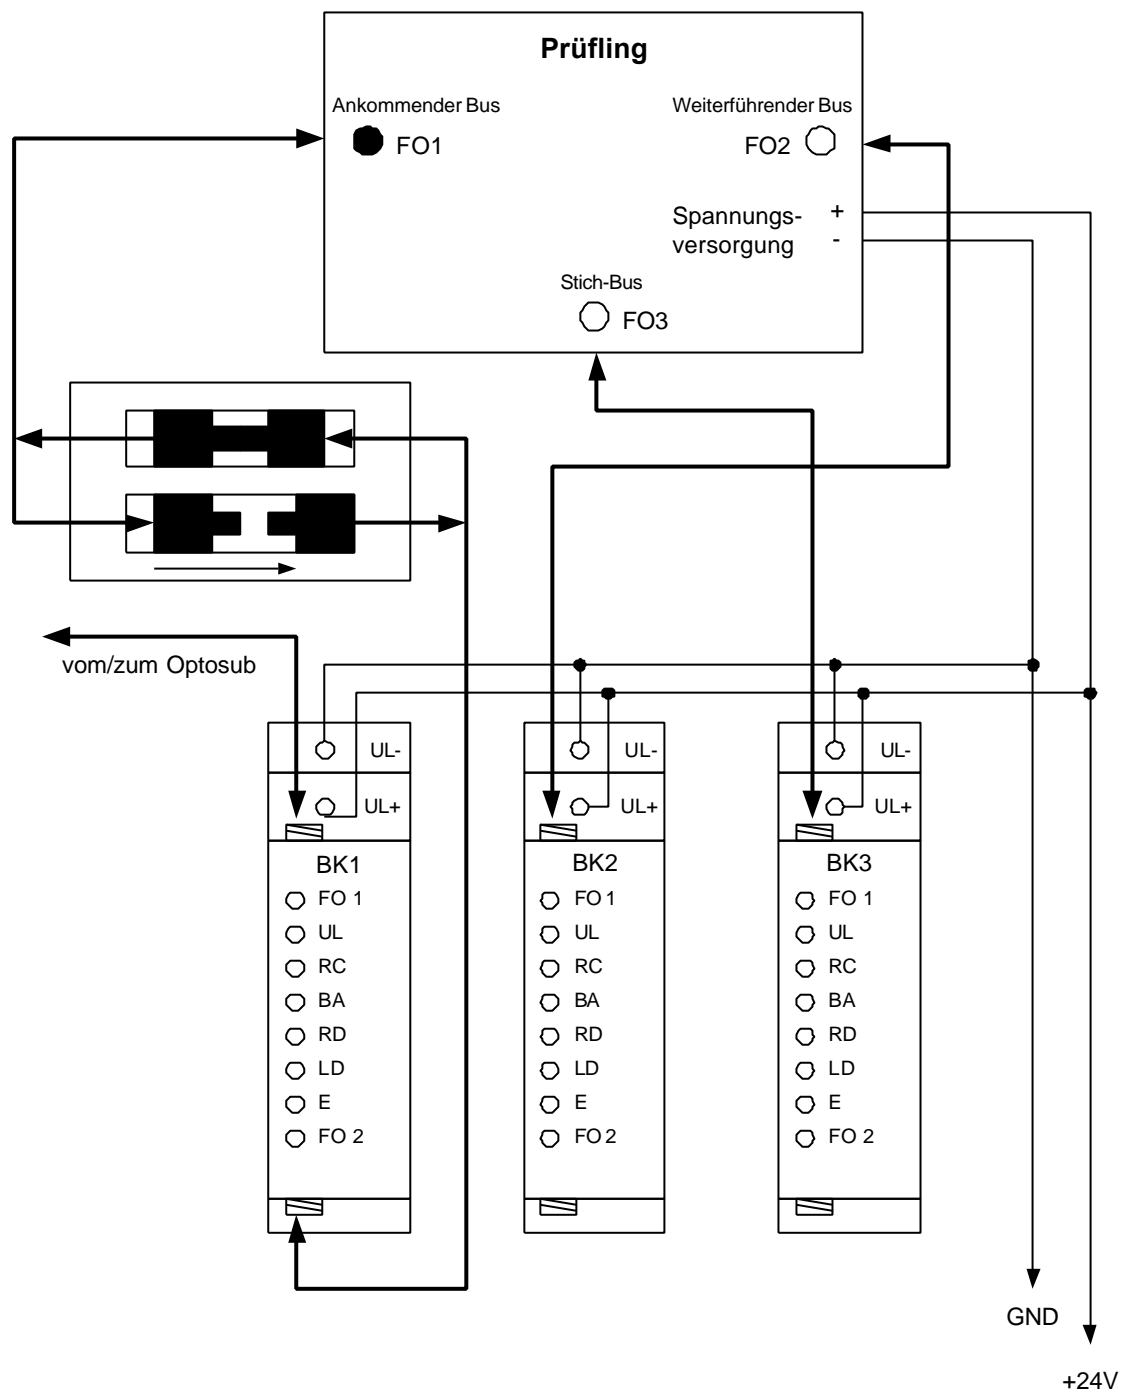 Prüfling
Ankommender Bus
Weiterführender Bus
FO1
FO2
Spannungs- +
versorgung -
Stich-Bus
FO3
vom/zum Optosub
UL-
UL-
UL-
UL+
UL+
UL+
BK1
FO 1
UL
RC
BA
RD
LD
E
FO 2
BK2
FO 1
UL
RC
BA
RD
LD
E
FO 2
BK3
FO 1
UL
RC
BA
RD
LD
E
FO 2
GND
+24V